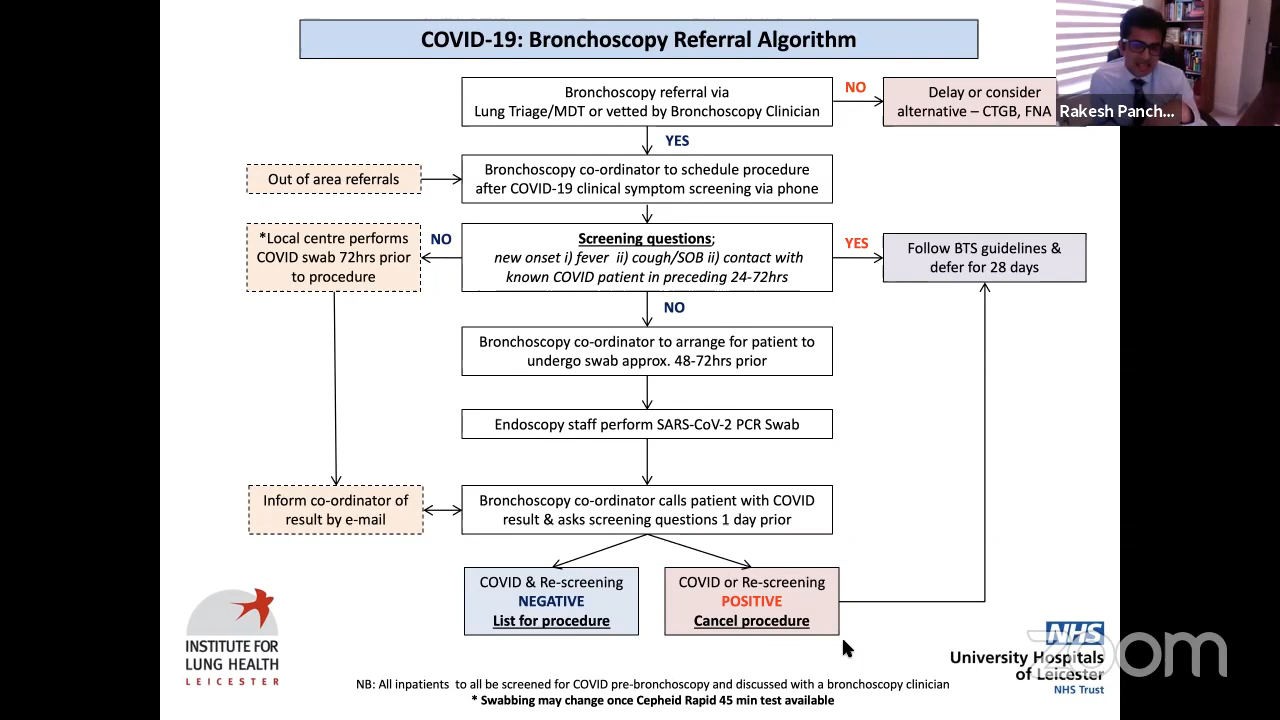 COVID-19: Bronchoscopy Referral Algorithm
Bronchoscopy referral via
Lung Triage/MDT or vetted by Bronchoscopy Clinician
NO
Delay or consider
alternative – CTGB, FNA
Rakesh Panch...
YES
Out of area referrals
Bronchoscopy co-ordinator to schedule procedure
after COVID-19 clinical symptom screening via phone
*Local centre performs
COVID swab 72hrs prior
to procedure
NO
Screening questions;
new onset i) fever ii) cough/SOB ii) contact with
known COVID patient in preceding 24-72hrs
YES
Follow BTS guidelines &
defer for 28 days
NO
Bronchoscopy co-ordinator to arrange for patient to
undergo swab approx. 48-72hrs prior
Endoscopy staff perform SARS-CoV-2 PCR Swab
Inform co-ordinator of
result by e-mail
Bronchoscopy co-ordinator calls patient with COVID
result & asks screening questions 1 day prior
COVID & Re-screening
NEGATIVE
List for procedure
COVID or Re-screening
POSITIVE
Cancel procedure
INSTITUTE FOR
LUNG HEALTH
LEICESTER
NHS
University Hospitals
of Leicester
NHS Trust
zoom
NB: All inpatients to all be screened for COVID pre-bronchoscopy and discussed with a bronchoscopy clinician
* Swabbing may change once Cepheid Rapid 45 min test available